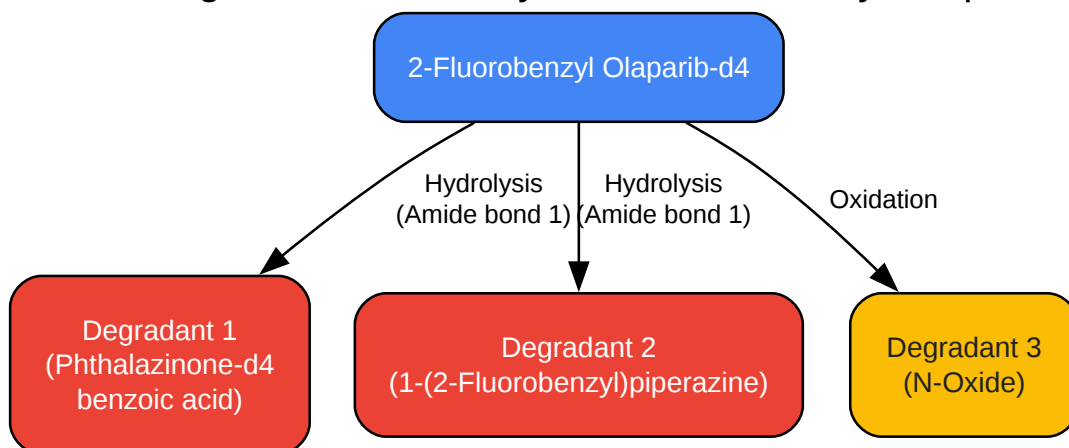 2-Fluorobenzyl Olaparib-d4
Hydrolysis
(Amide bond 1)
Hydrolysis
(Amide bond 1)
Oxidation
Degradant 1
(Phthalazinone-d4
benzoic acid)
Degradant 2
(1-(2-Fluorobenzyl)piperazine)
Degradant 3
(N-Oxide)